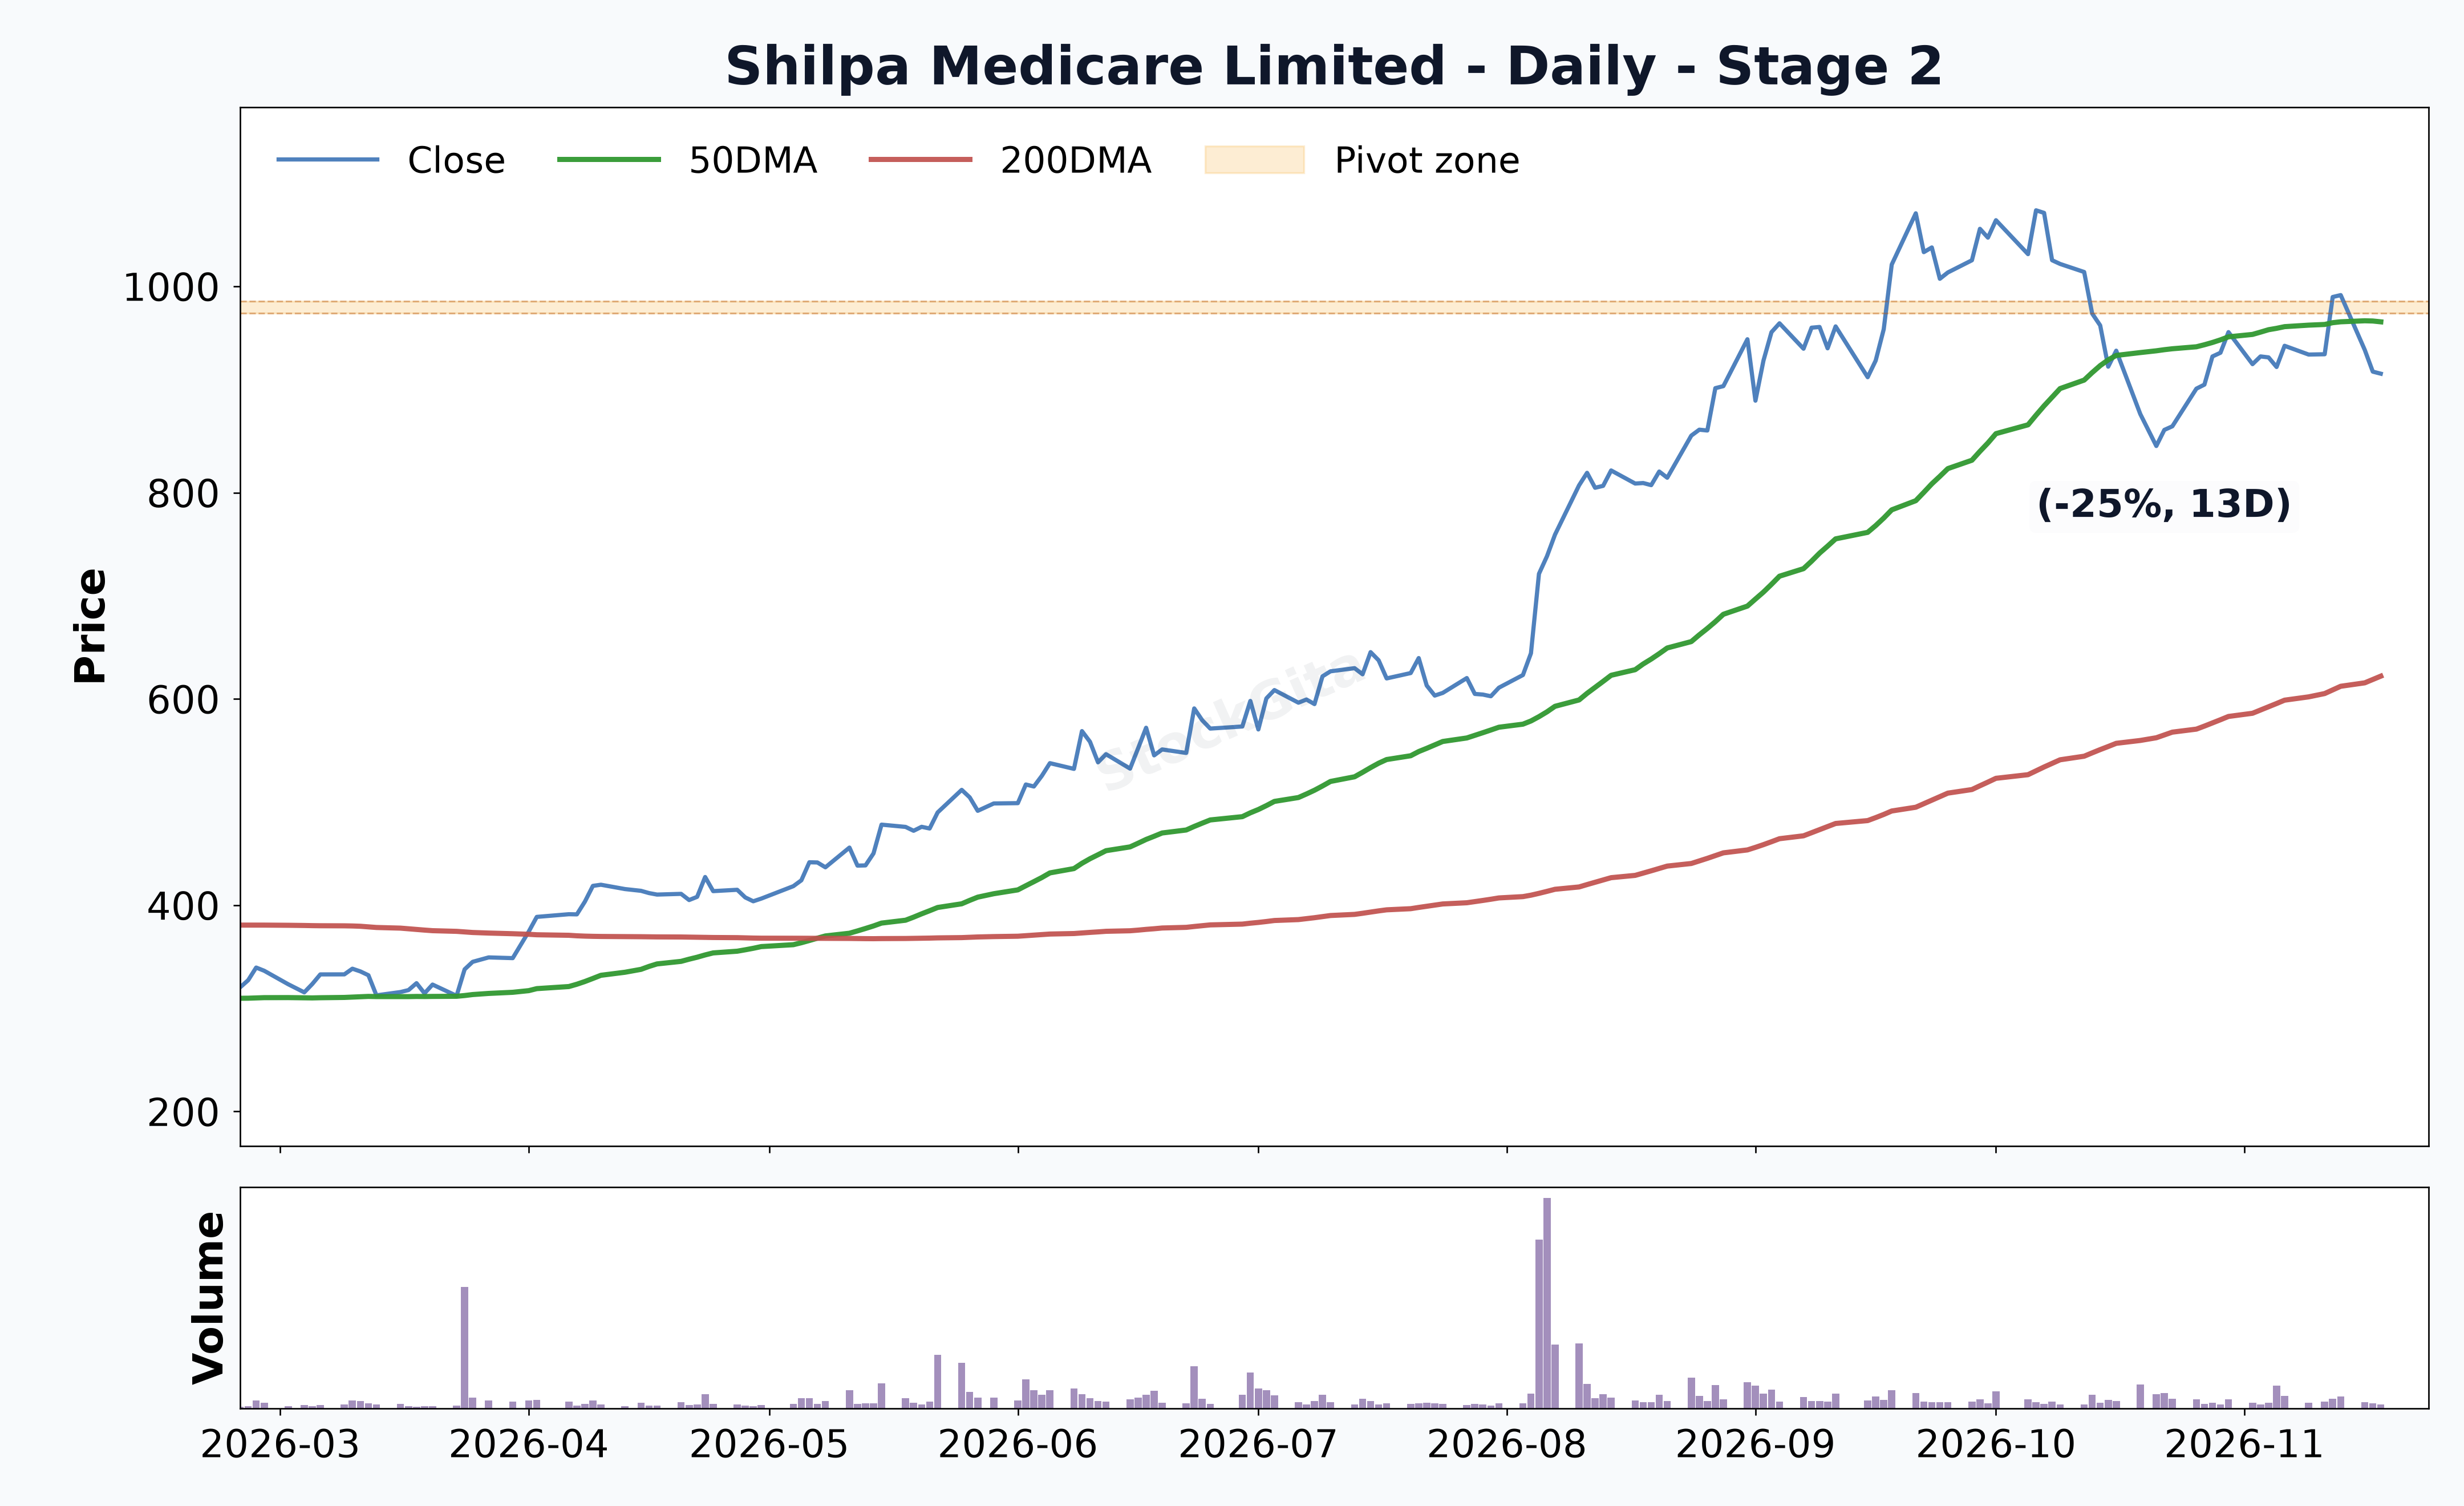 Shilpa Medicare Limited - Daily - Stage 2
Close 50DMA 200DMA Pivot zone
1000
800
600
400
200
Price
(-25%, 13D)
StockGita
Volume
2026-03 2026-04 2026-05 2026-06 2026-07 2026-08 2026-09 2026-10 2026-11